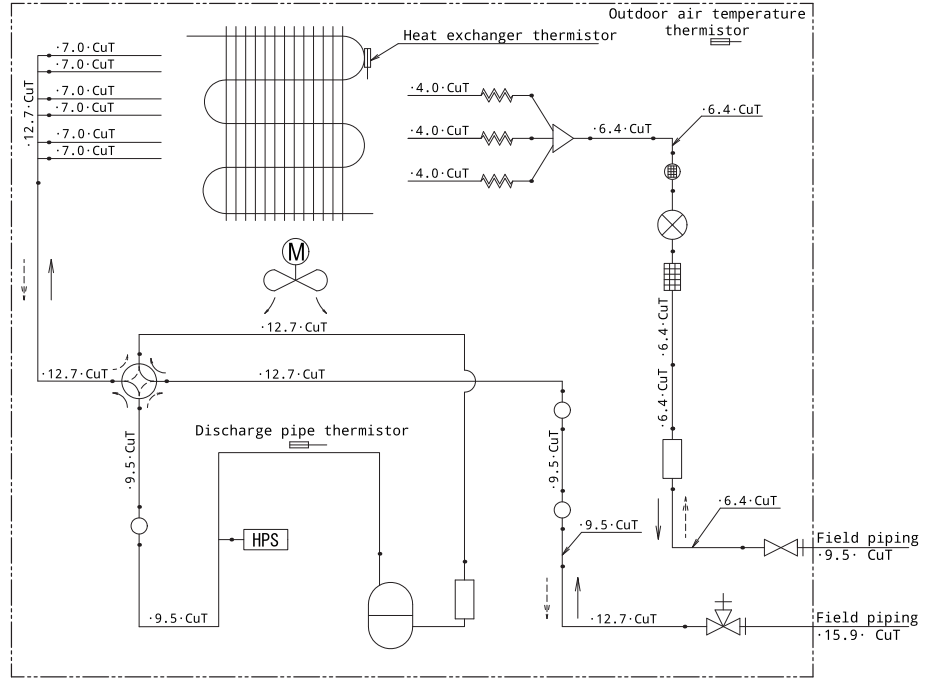 Outdoor air temperature
thermistor
Heat exchanger thermistor
·7.0·CuT
·7.0·CuT
·7.0·CuT
·7.0·CuT
·7.0·CuT
·7.0·CuT
·12.7·CuT
·4.0·CuT
·4.0·CuT
·4.0·CuT
·6.4·CuT
·6.4·CuT
M
·12.7·CuT
·6.4·CuT
·12.7·CuT
·12.7·CuT
·6.4·CuT
Discharge pipe thermistor
·9.5·CuT
·9.5·CuT
·6.4·CuT
·9.5·CuT
HPS
Field piping
·9.5· CuT
·9.5·CuT
·12.7·CuT
Field piping
·15.9· CuT